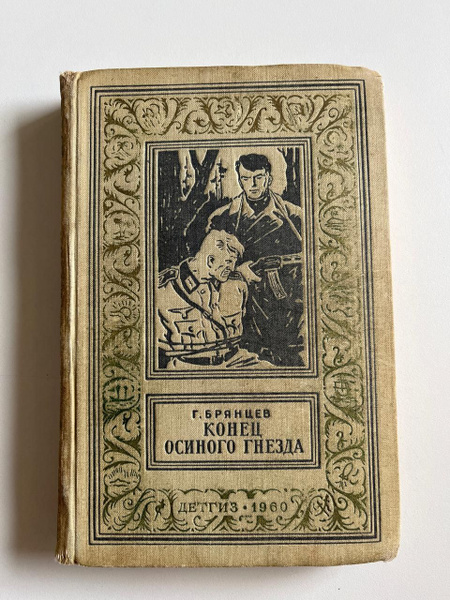 Г. БРЯНЦЕВ
КОНЕЦ
ОСИНОГО ГНЕЗДА
ДЕТГИЗ · 1960